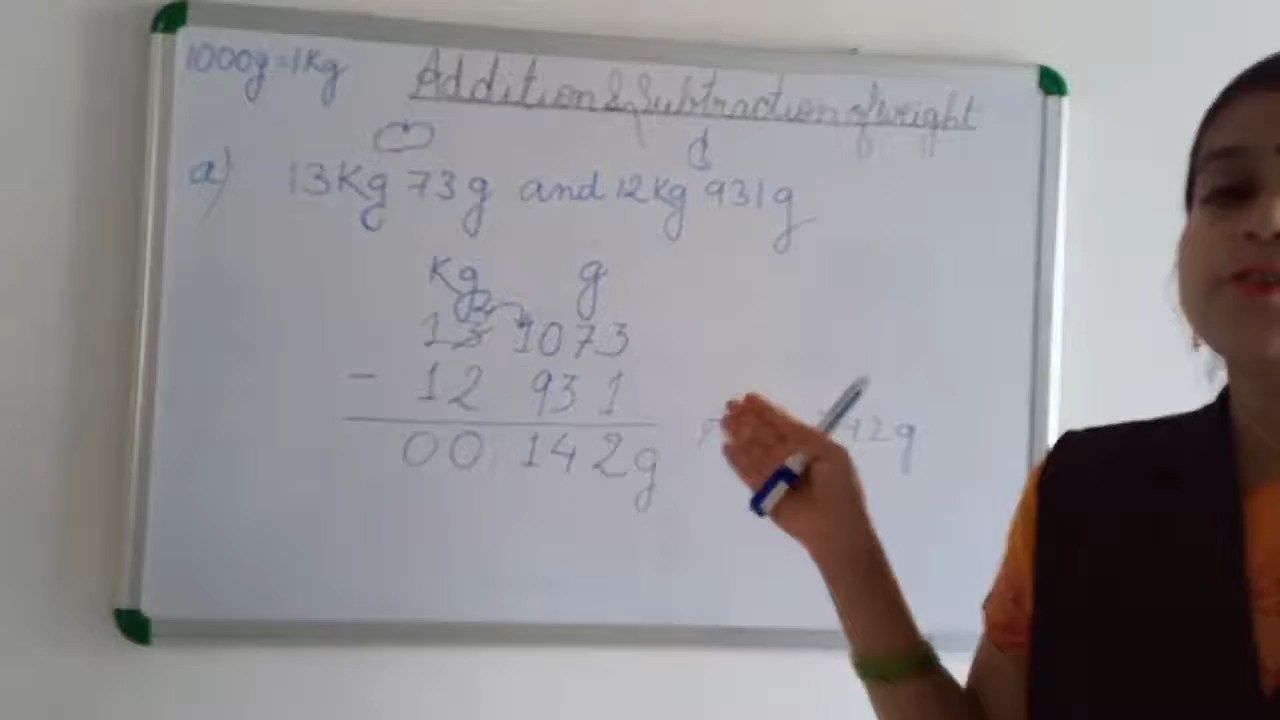 1000g=1Kg
Addition & Subtraction of weight
a) 13Kg 73g and 12Kg 931g
Kg g
2
13 1073
- 12 931
00 142g
42g